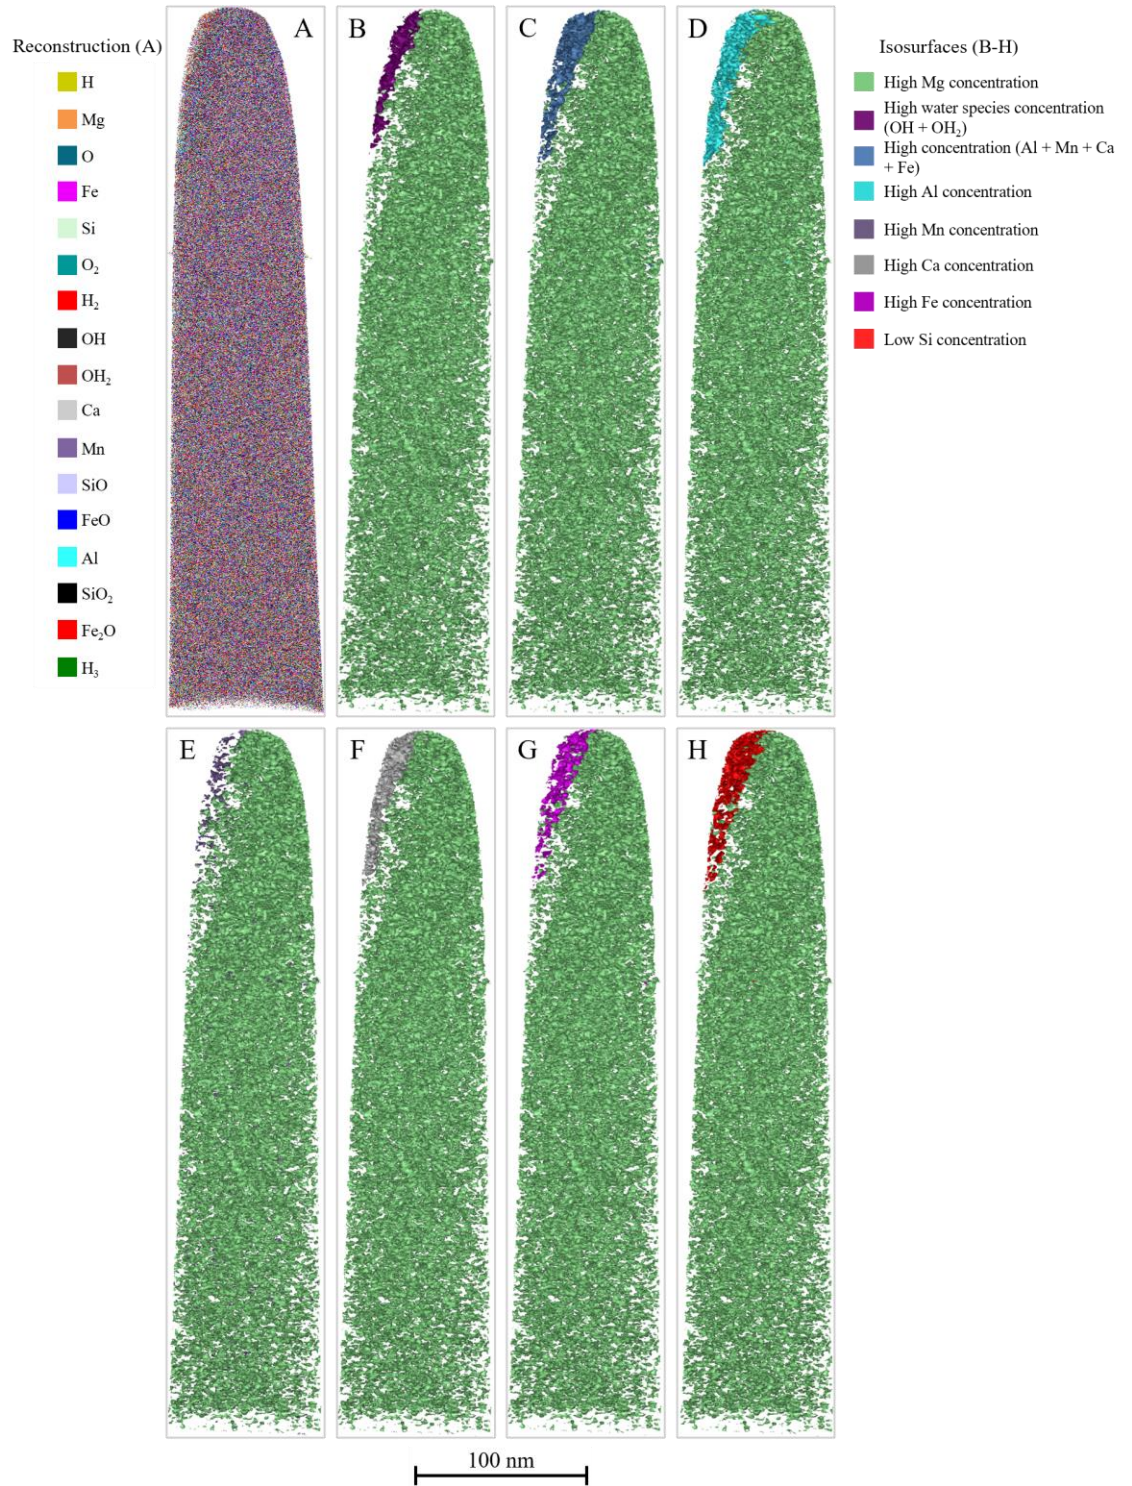 Reconstruction (A)
H
Mg
O
Fe
Si
O₂
H₂
OH
OH₂
Ca
Mn
SiO
FeO
Al
SiO₂
Fe₂O
H₃
A
B
C
D
Isosurfaces (B-H)
High Mg concentration
High water species concentration
(OH + OH₂)
High concentration (Al + Mn + Ca
+ Fe)
High Al concentration
High Mn concentration
High Ca concentration
High Fe concentration
Low Si concentration
E
F
G
H
100 nm